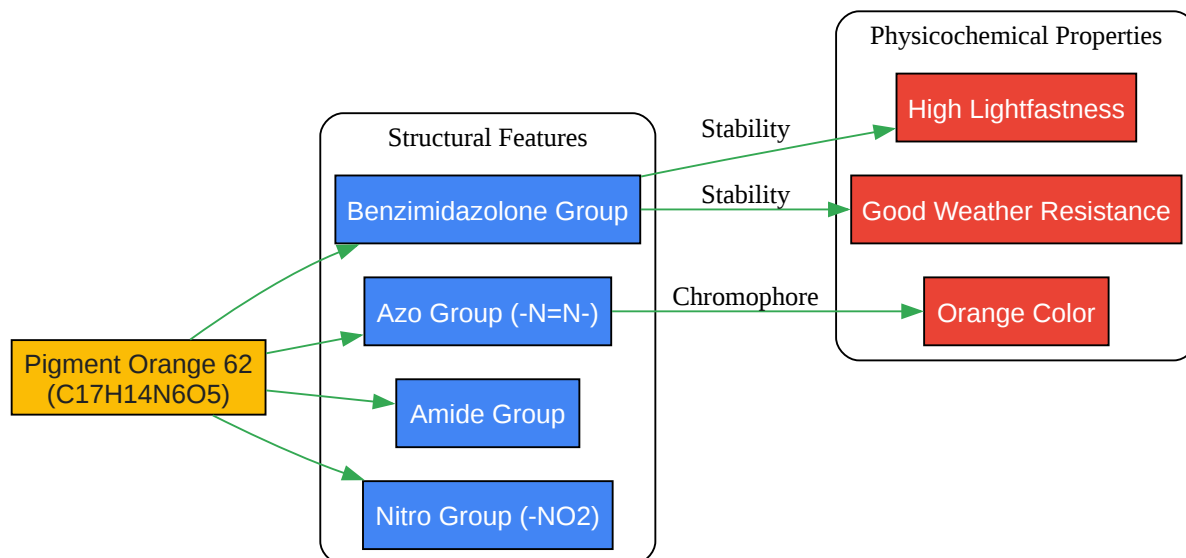 Physicochemical Properties
High Lightfastness
Stability
Structural Features
Benzimidazolone Group
Stability
Good Weather Resistance
Azo Group (-N=N-)
Chromophore
Orange Color
Pigment Orange 62
(C17H14N6O5)
Amide Group
Nitro Group (-NO2)